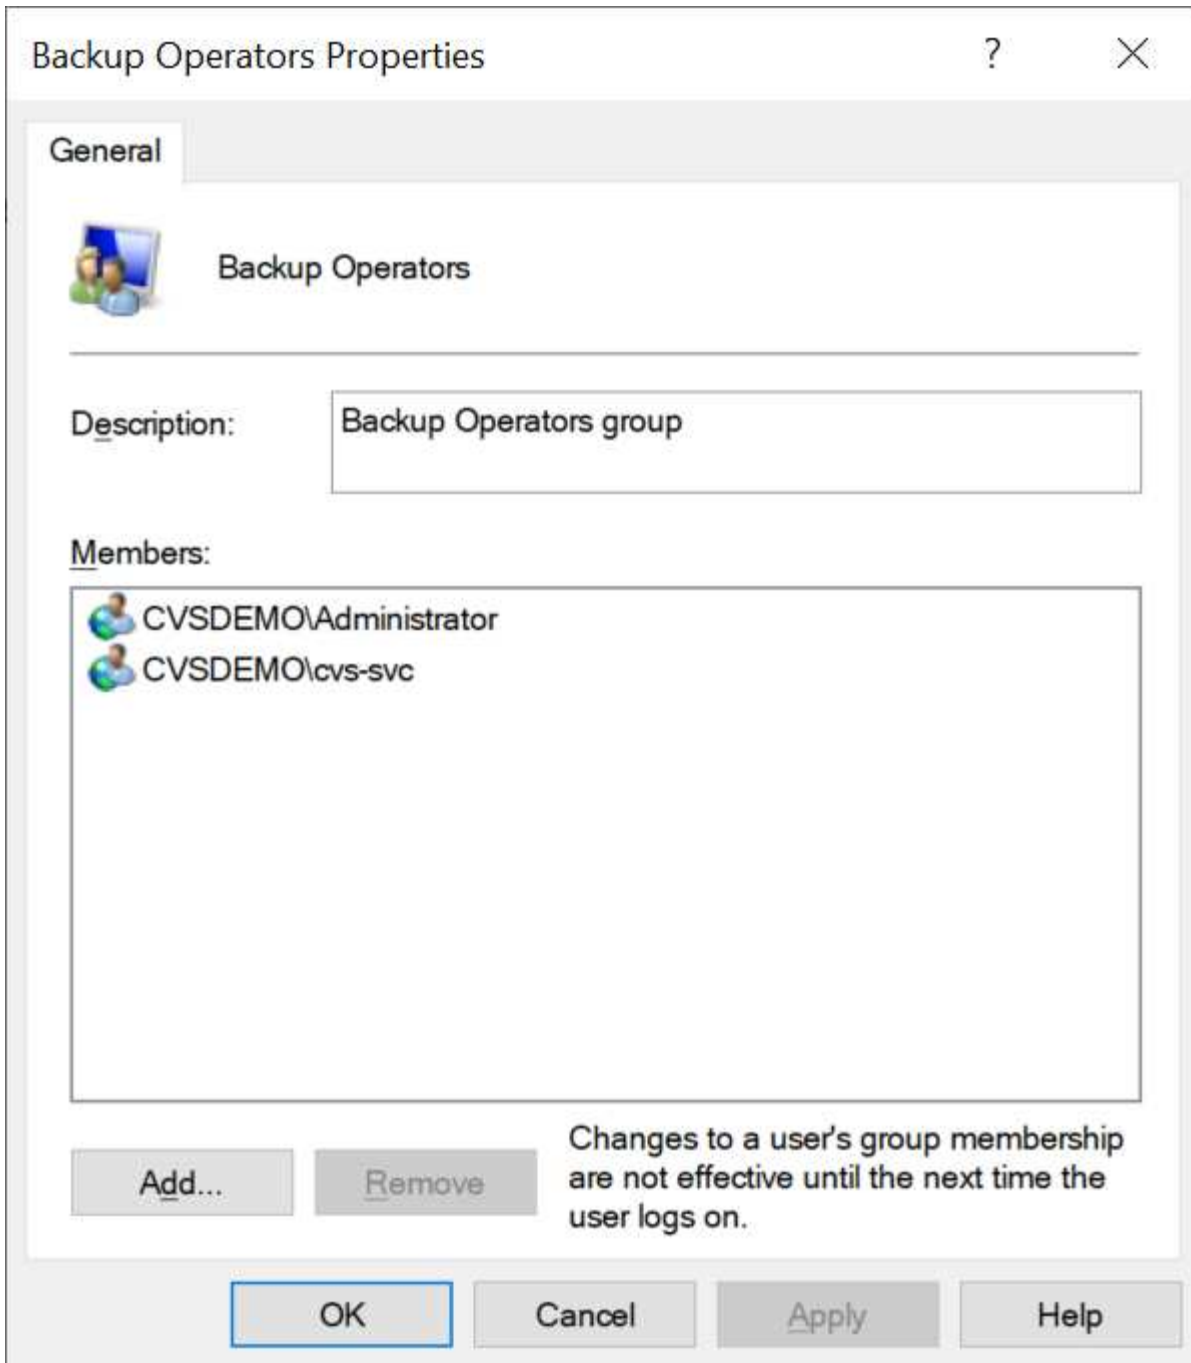 Backup Operators Properties
?
General
Backup Operators
Description:
Backup Operators group
Members:
CVSDEMO\Administrator
CVSDEMO\cvs-svc
Add...
Remove
Changes to a user's group membership
are not effective until the next time the
user logs on.
OK
Cancel
Apply
Help